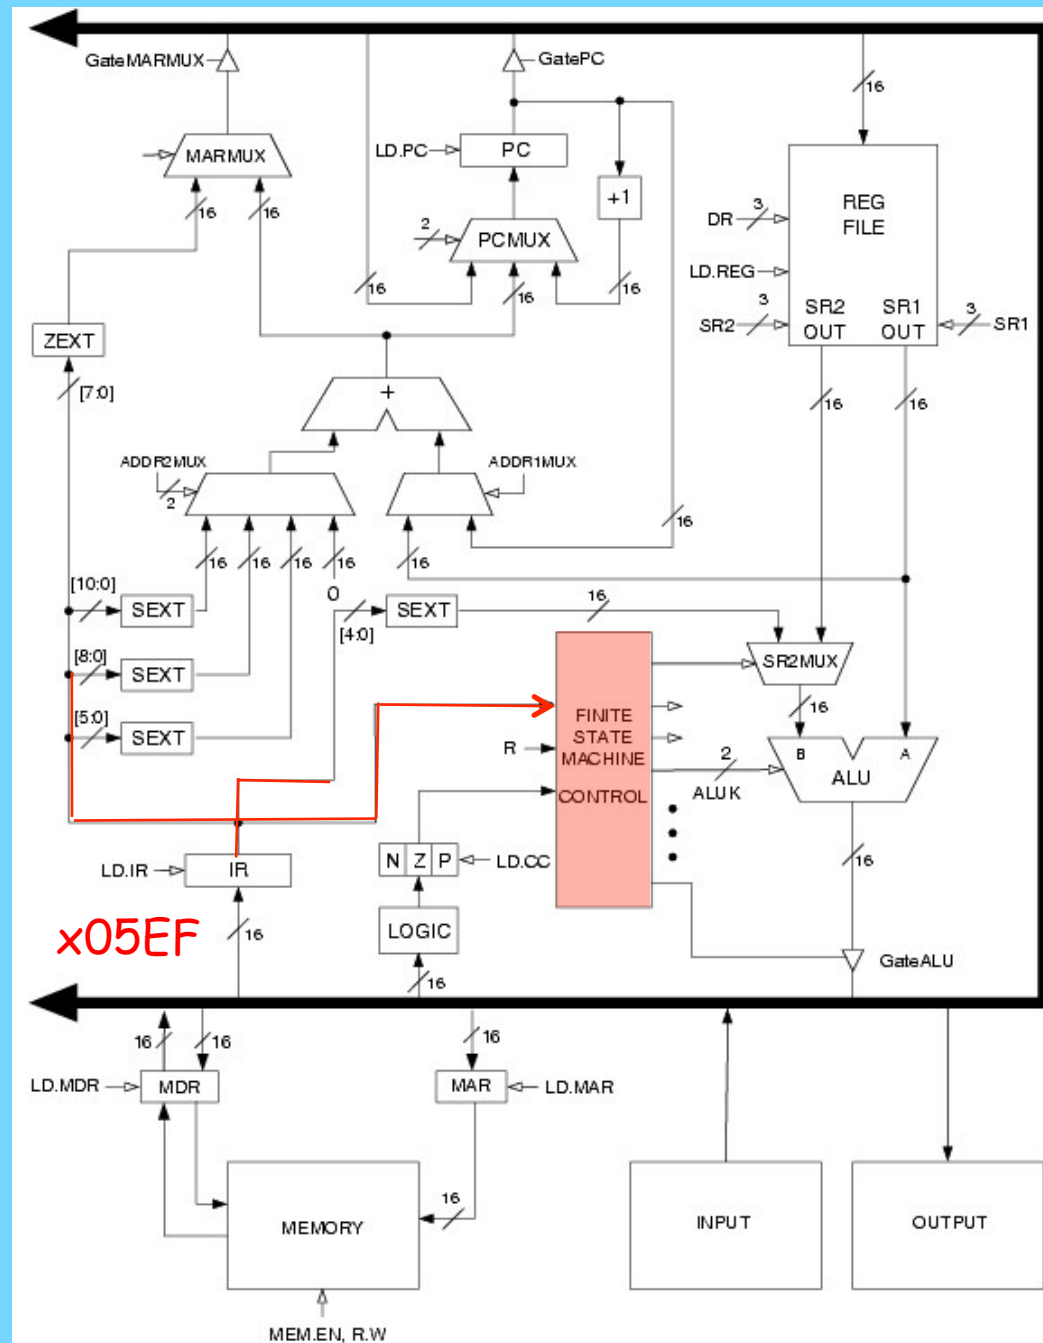 GateMARMUX
GatePC
16
MARMUX
LD.PC
PC
+1
16
16
2
PCMUX
16
16
16
REG
FILE
DR
3
LD.REG
SR2
3
SR2
OUT
SR1
OUT
3
SR1
ZEXT
[7:0]
+
16
16
ADDR2MUX
2
ADDR1MUX
16
16
16
16
16
16
0
[10:0]
SEXT
[4:0]
SEXT
16
[8:0]
SEXT
SR2MUX
16
[5:0]
SEXT
FINITE
STATE
MACHINE
CONTROL
R
2
ALUK
B
A
ALU
16
LD.IR
IR
N Z P
LD.CC
x05EF
16
LOGIC
16
GateALU
16
16
16
LD.MDR
MDR
MAR
LD.MAR
16
MEMORY
INPUT
OUTPUT
MEM.EN, R.W